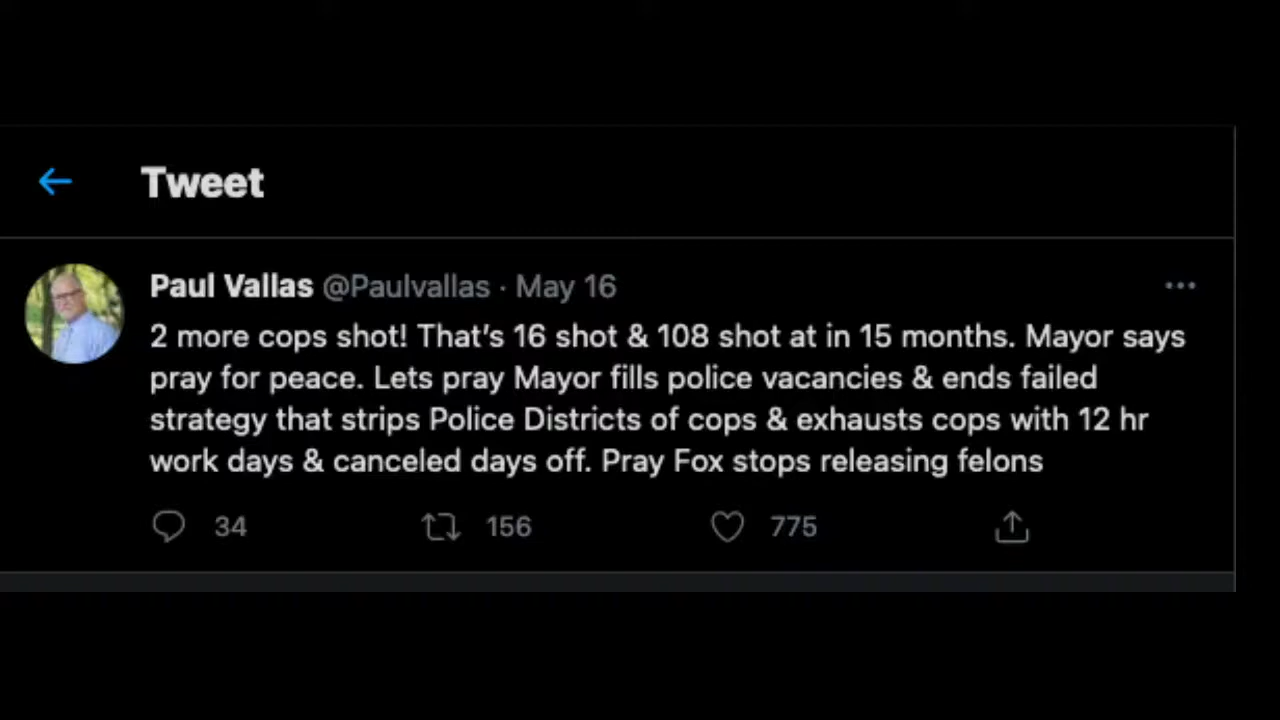 Tweet
Paul Vallas @Paulvallas · May 16
2 more cops shot! That's 16 shot & 108 shot at in 15 months. Mayor says
pray for peace. Lets pray Mayor fills police vacancies & ends failed
strategy that strips Police Districts of cops & exhausts cops with 12 hr
work days & canceled days off. Pray Fox stops releasing felons
34 156 775